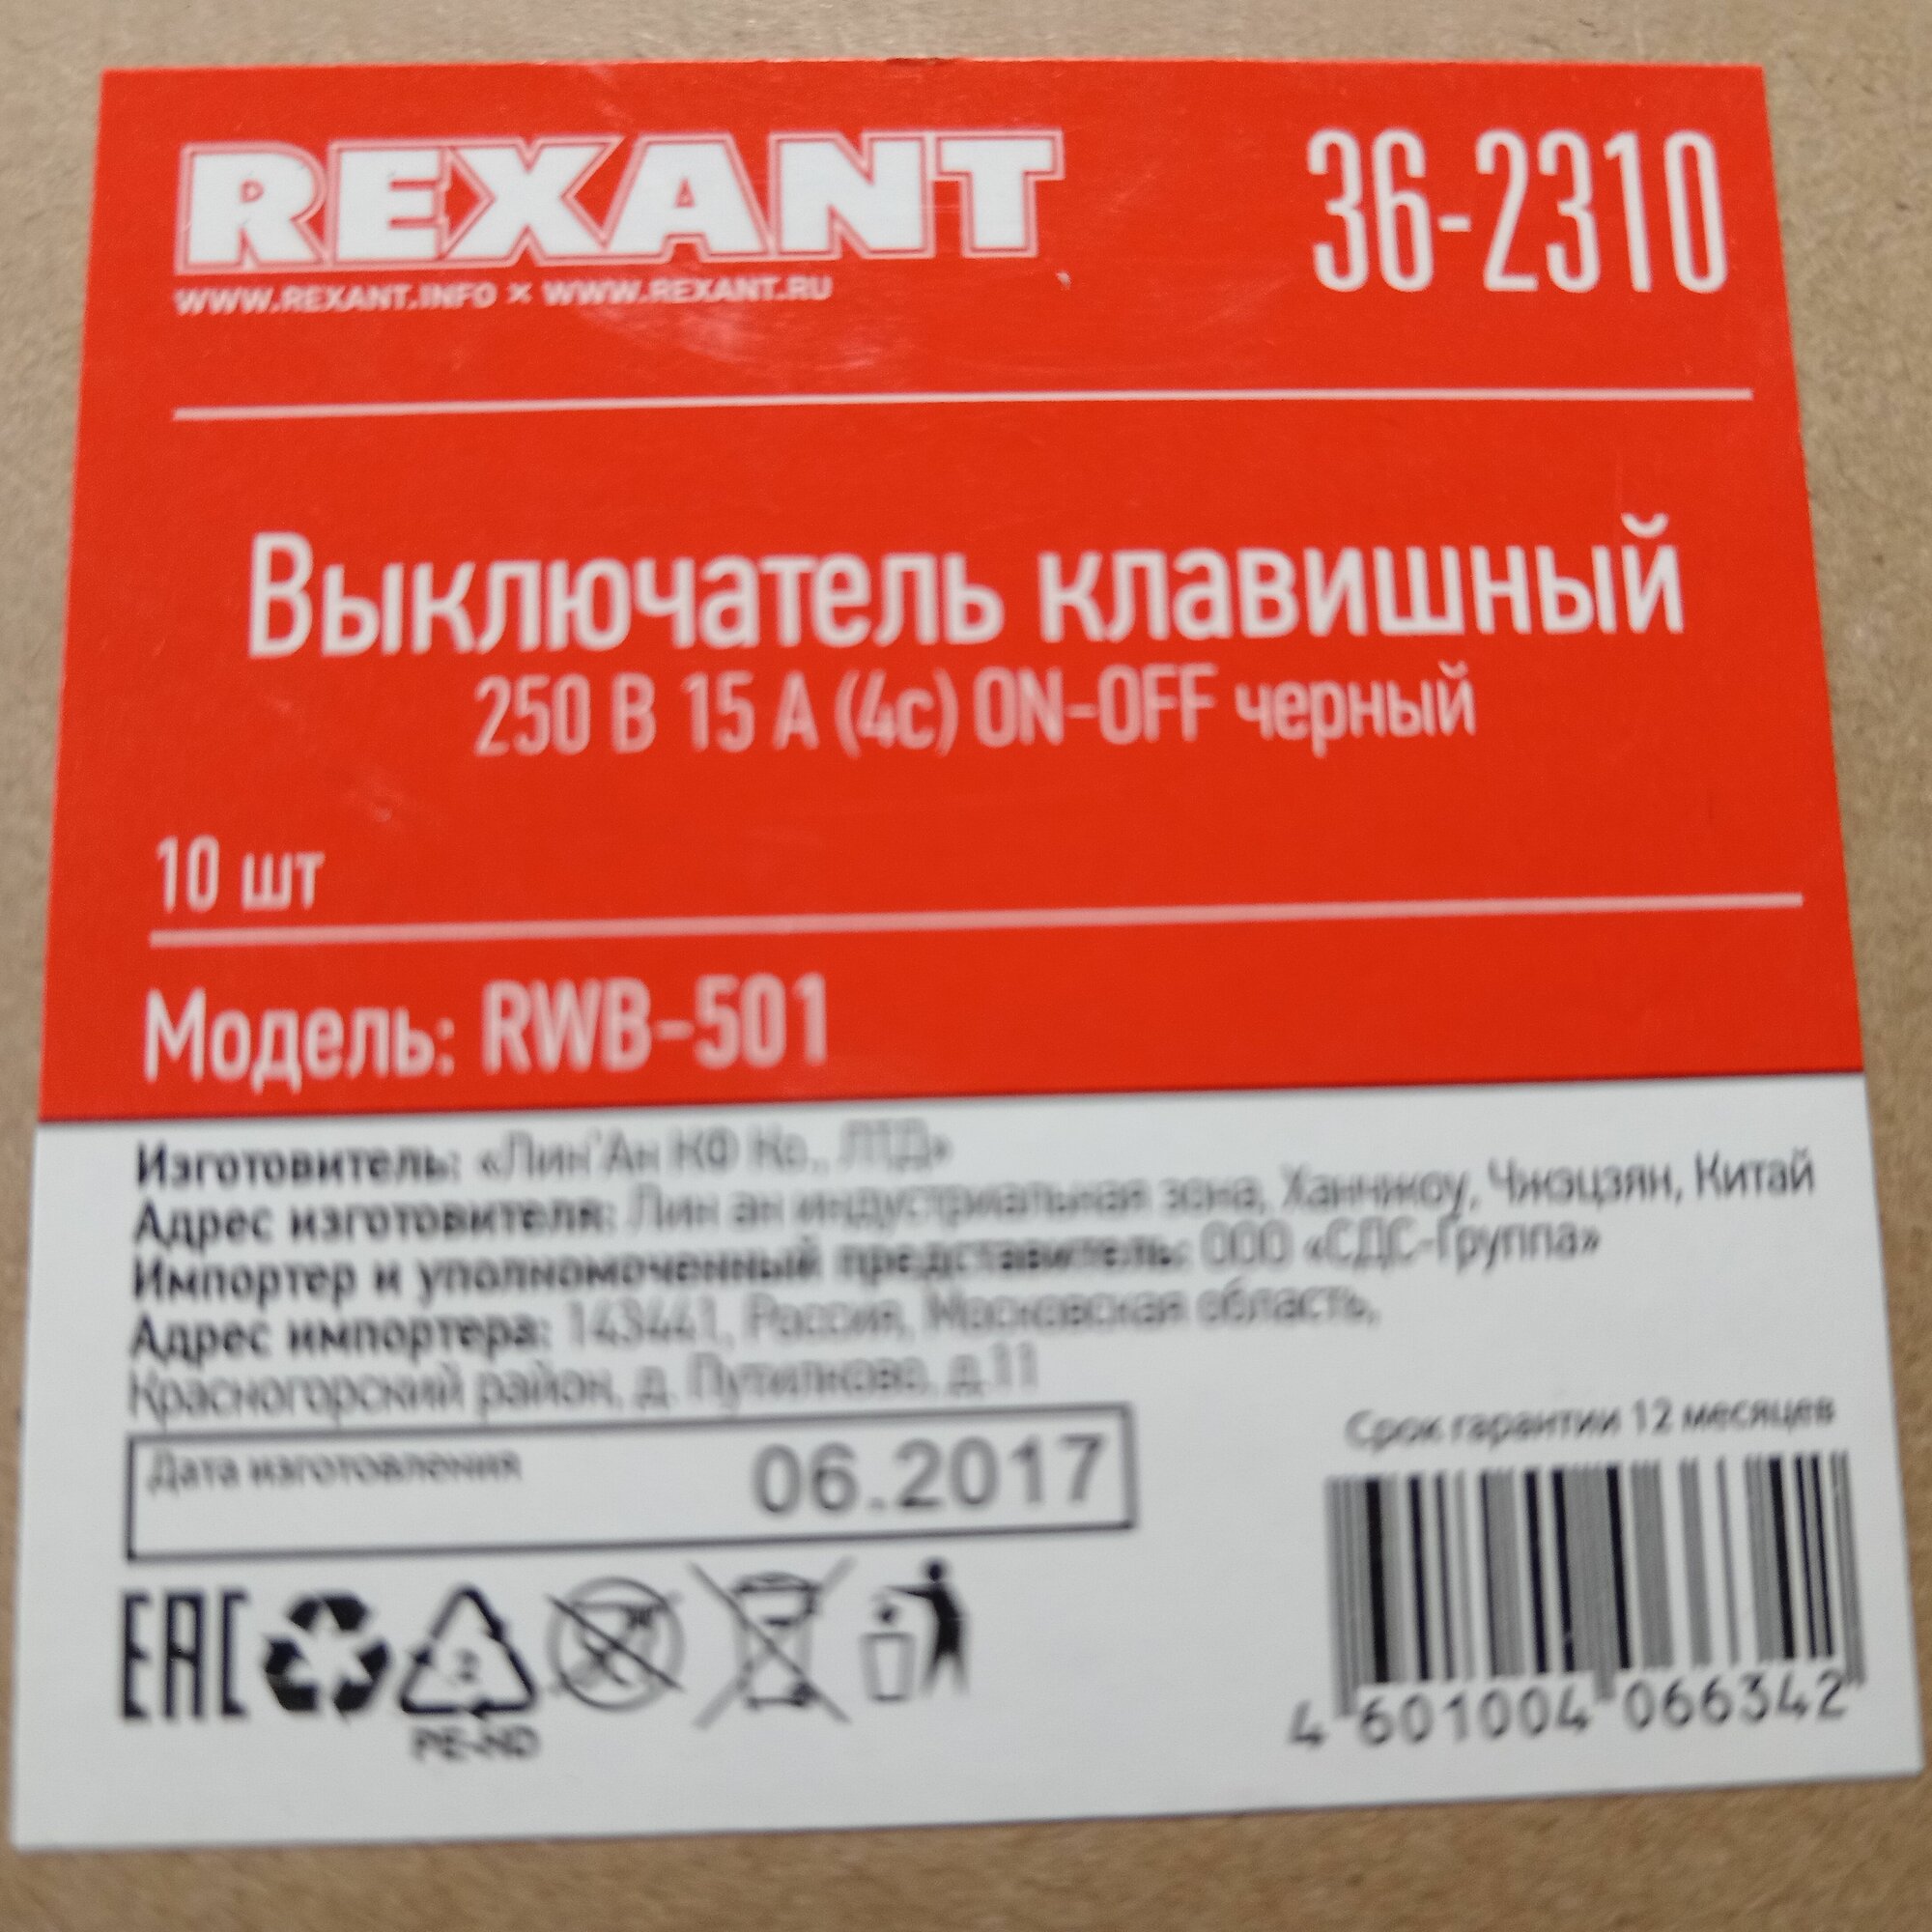 REXANT
36-2310
WWW.REXANT.INFO × WWW.REXANT.RU
Выключатель клавишный
250 В 15 А (4с) ON-OFF черный
10 шт
Модель: RWB-501
Изготовитель: «Лин'Ан КФ Ко., ЛТД»
Адрес изготовителя: Лин ан индустриальная зона, Ханчжоу, Чжэцзян, Китай
Импортер и уполномоченный представитель: ООО «СДС-Группа»
Адрес импортера: 143441, Россия, Московская область,
Красногорский район, д. Путилково, д.11
Срок гарантии 12 месяцев
Дата изготовления 06.2017
EAC
2
PE-HD
4 601004 066342